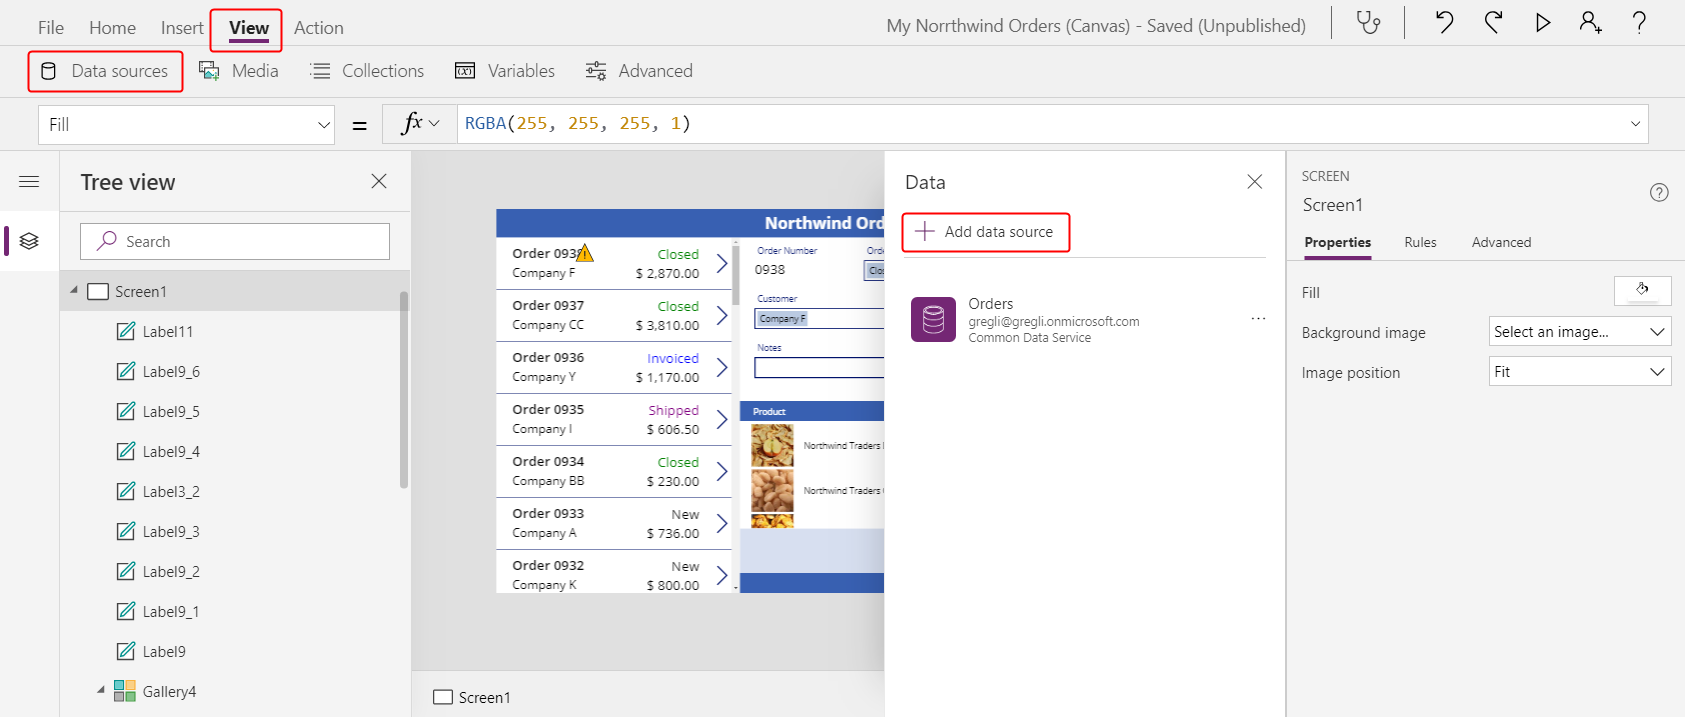 File Home Insert View Action
My Norrthwind Orders (Canvas) - Saved (Unpublished)
Data sources Media Collections Variables Advanced
Fill = fx RGBA(255, 255, 255, 1)
Tree view
Search
Screen1
Label11
Label9_6
Label9_5
Label9_4
Label3_2
Label9_3
Label9_2
Label9_1
Label9
Gallery4
Northwind Ord
Order 0938 Closed
Company F $ 2,870.00
Order 0937 Closed
Company CC $ 3,810.00
Order 0936 Invoiced
Company Y $ 1,170.00
Order 0935 Shipped
Company I $ 606.50
Order 0934 Closed
Company BB $ 230.00
Order 0933 New
Company A $ 736.00
Order 0932 New
Company K $ 800.00
Order Number Orde
0938 Clos
Customer
Company F
Notes
Product
Northwind Traders
Northwind Traders
Screen1
Data
Add data source
Orders
gregli@gregli.onmicrosoft.com
Common Data Service
SCREEN
Screen1
Properties Rules Advanced
Fill
Background image Select an image...
Image position Fit